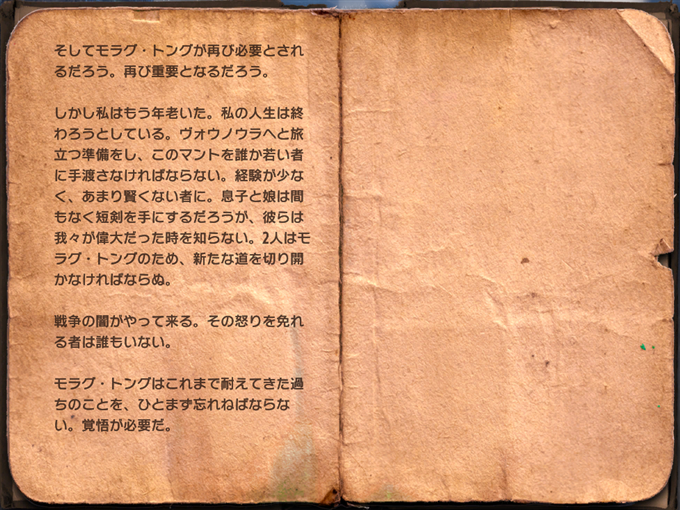 そしてモラグ・トングが再び必要とされ
るだろう。再び重要となるだろう。
しかし私はもう年老いた。私の人生は終
わろうとしている。ヴォウノウラへと旅
立つ準備をし、このマントを誰か若い者
に手渡さなければならない。経験が少な
く、あまり賢くない者に。息子と娘は間
もなく短剣を手にするだろうが、彼らは
我々が偉大だった時を知らない。2人はモ
ラグ・トングのため、新たな道を切り開
かなければならぬ。
戦争の闇がやって来る。その怒りを免れ
る者は誰もいない。
モラグ・トングはこれまで耐えてきた過
ちのことを、ひとまず忘れねばならな
い。覚悟が必要だ。